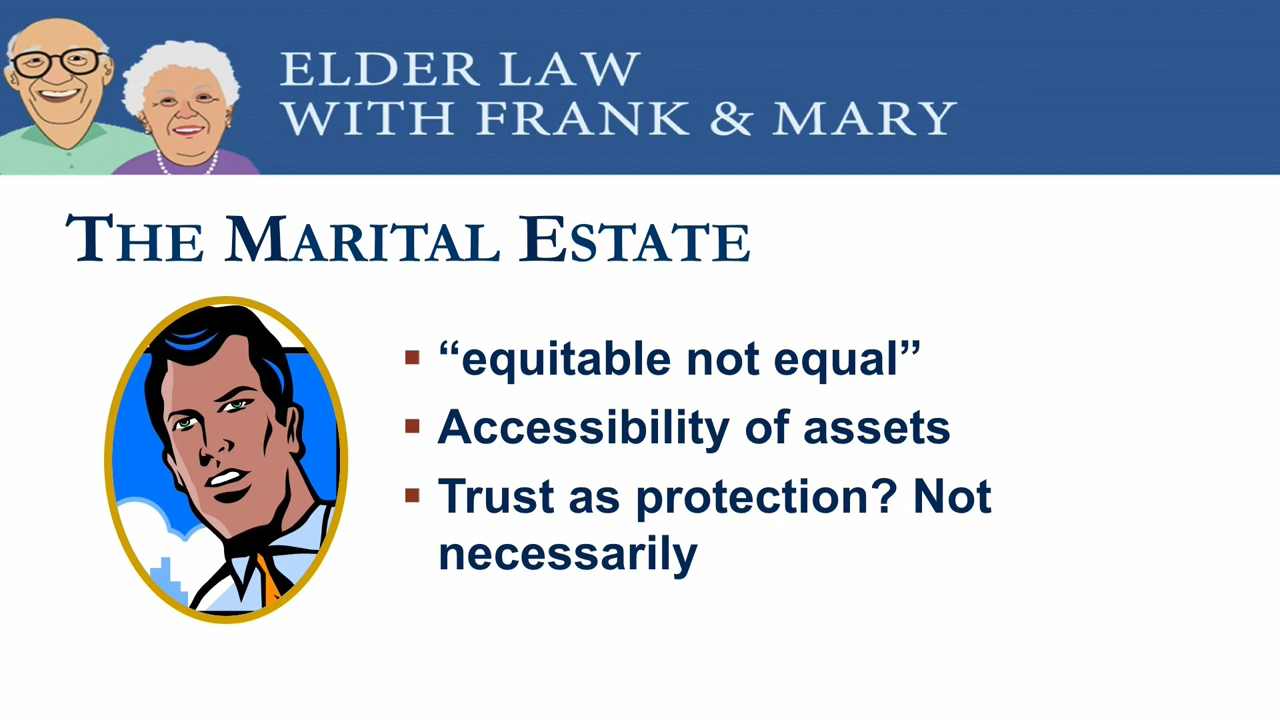 ELDER LAW
WITH FRANK & MARY
THE MARITAL ESTATE
▪ “equitable not equal”
▪ Accessibility of assets
▪ Trust as protection? Not
necessarily